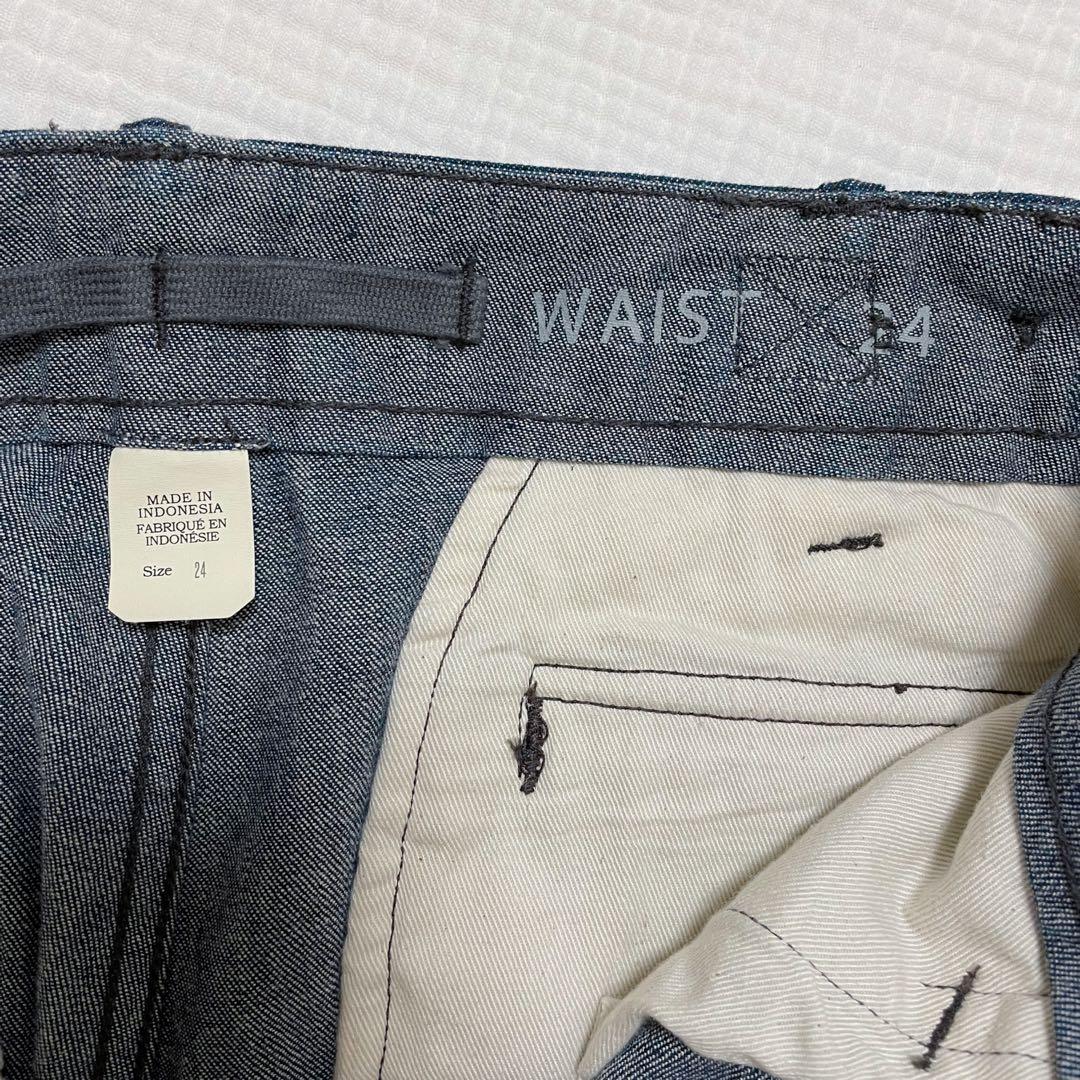 WAIST 24
MADE IN
INDONESIA
FABRIQUÉ EN
INDONÉSIE
Size 24